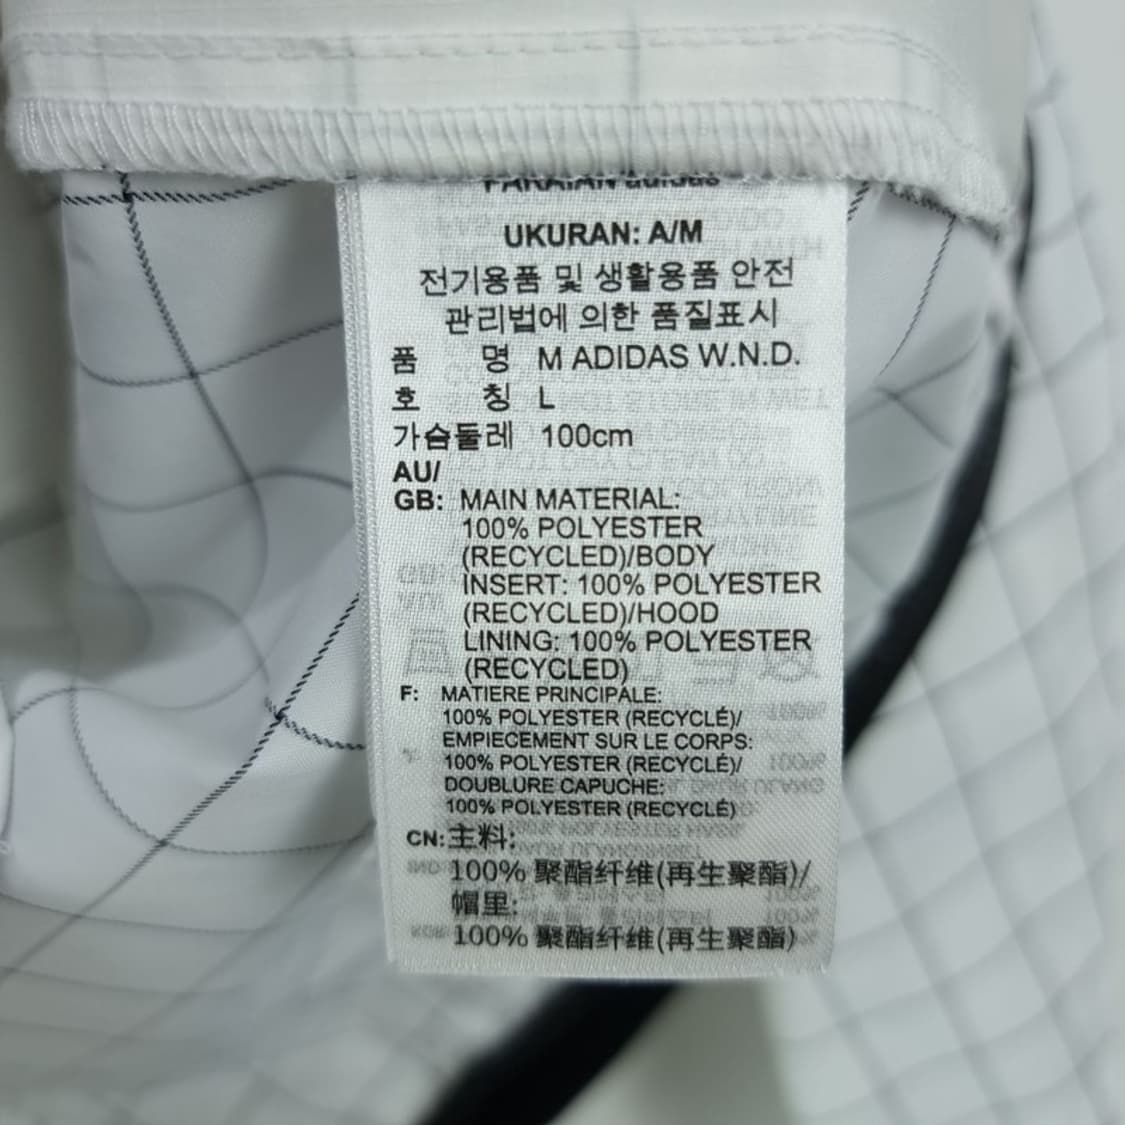 PAKAIAN adidas
UKURAN: A/M
전기용품 및 생활용품 안전
관리법에 의한 품질표시
품 명 M ADIDAS W.N.D.
호 칭 L
가슴둘레 100cm
AU/
GB: MAIN MATERIAL:
100% POLYESTER
(RECYCLED)/BODY
INSERT: 100% POLYESTER
(RECYCLED)/HOOD
LINING: 100% POLYESTER
(RECYCLED)
F: MATIERE PRINCIPALE:
100% POLYESTER (RECYCLÉ)/
EMPIECEMENT SUR LE CORPS:
100% POLYESTER (RECYCLÉ)/
DOUBLURE CAPUCHE:
100% POLYESTER (RECYCLÉ)
CN: 主料:
100% 聚酯纤维(再生聚酯)/
帽里:
100% 聚酯纤维(再生聚酯)